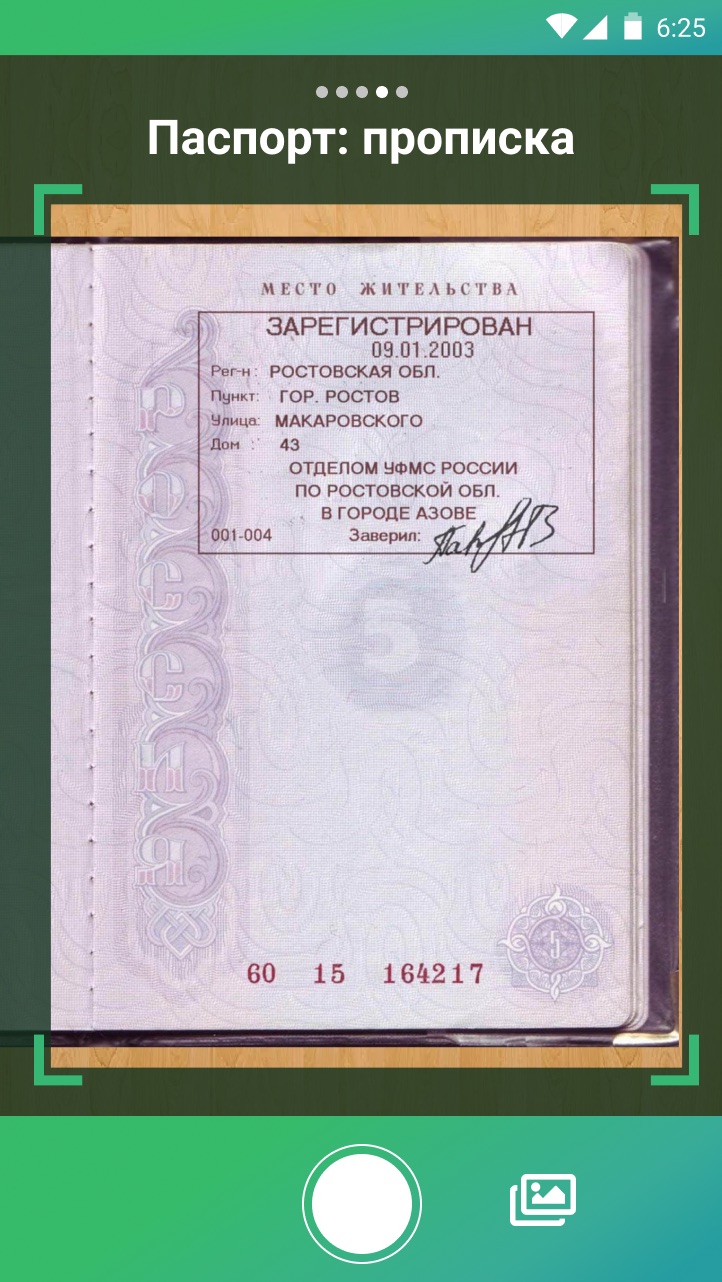 6:25
Паспорт: прописка
МЕСТО ЖИТЕЛЬСТВА
ЗАРЕГИСТРИРОВАН
09.01.2003
Рег-н: РОСТОВСКАЯ ОБЛ.
Пункт: ГОР. РОСТОВ
Улица: МАКАРОВСКОГО
Дом : 43
ОТДЕЛОМ УФМС РОССИИ
ПО РОСТОВСКОЙ ОБЛ.
В ГОРОДЕ АЗОВЕ
001-004 Заверил:
РОССИЯ
5
5
60 15 164217